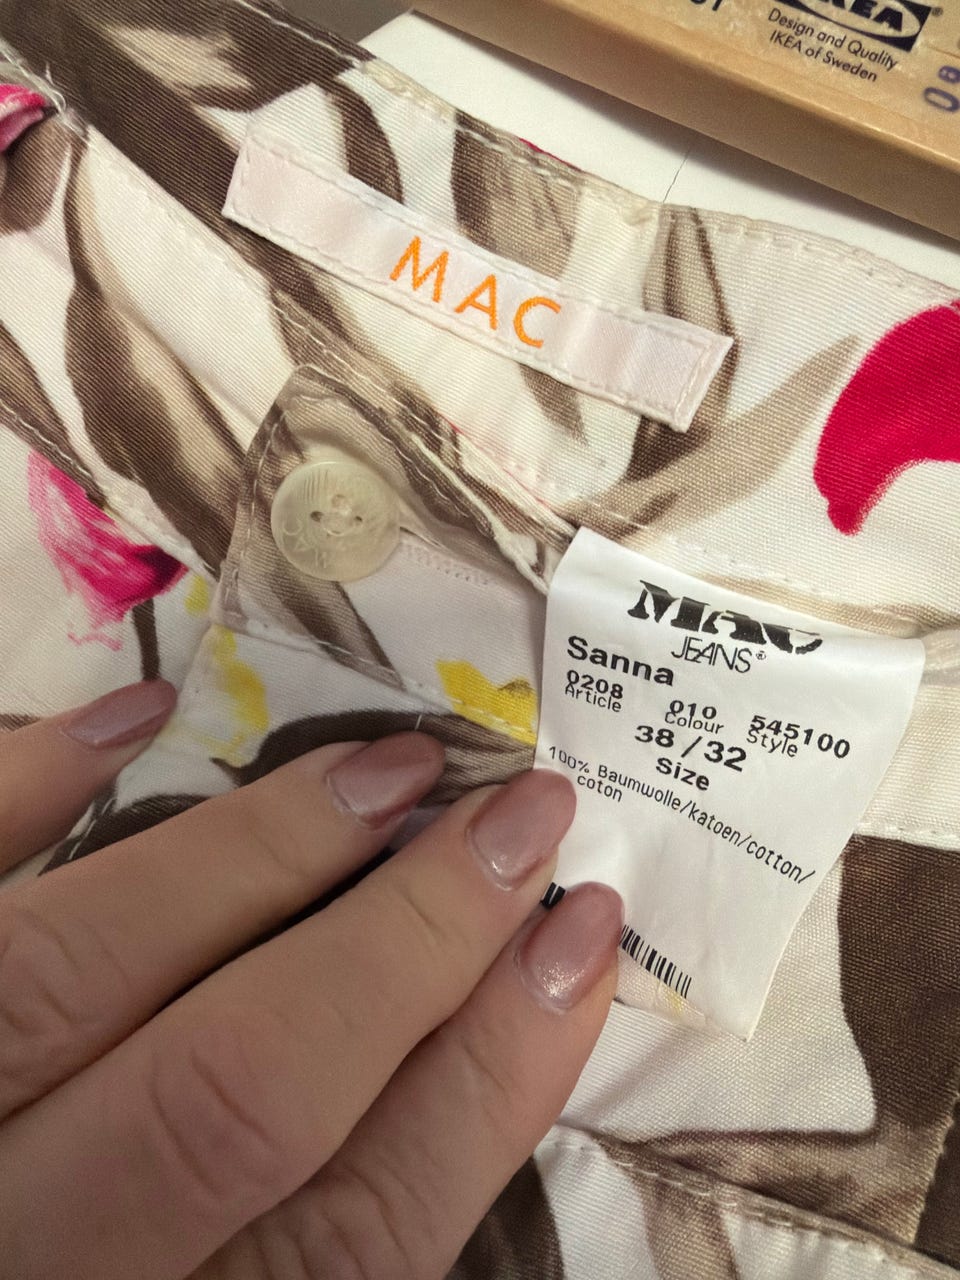 IKEA
Design and Quality
IKEA of Sweden
MAC
MAC
JEANS®
Sanna
0208 010 545100
Article Colour Style
38/32
Size
100% Baumwolle/katoen/cotton/
coton